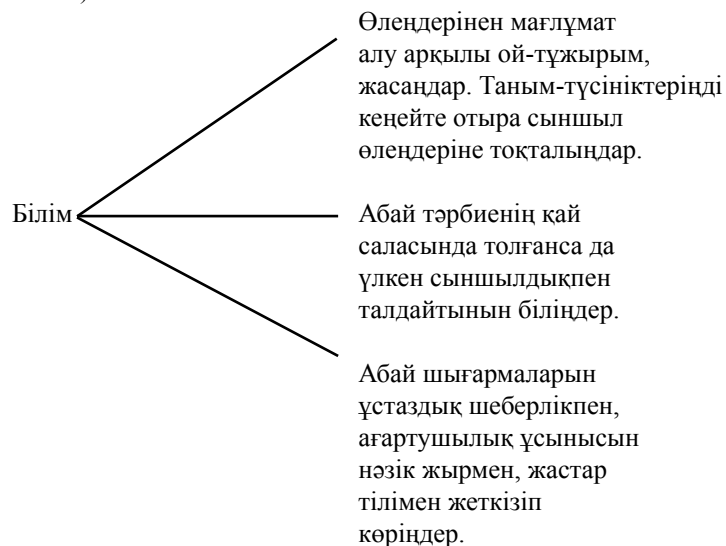 Өлеңдерінен мағлұмат
алу арқылы ой-тұжырым,
жасаңдар. Таным-түсініктеріңді
кеңейте отыра сыншыл
өлеңдеріне тоқталыңдар.
Білім
Абай тәрбиенің қай
саласында толғанса да
үлкен сыншылдықпен
талдайтынын біліңдер.
Абай шығармаларын
ұстаздық шеберлікпен,
ағартушылық ұсынысын
нәзік жырмен, жастар
тілімен жеткізіп
көріңдер.